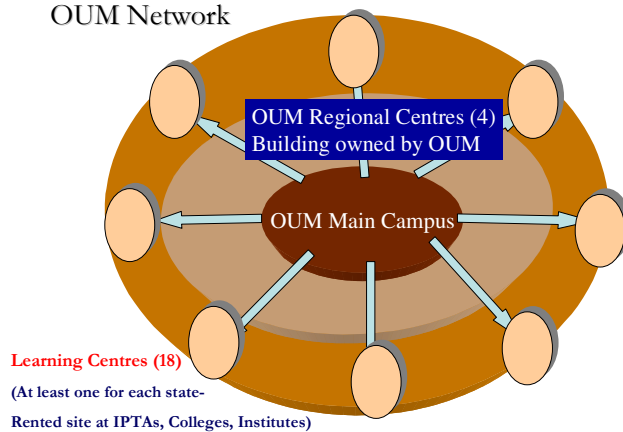 OUM Network
OUM Regional Centres (4)
Building owned by OUM
OUM Main Campus
Learning Centres (18)
(At least one for each state-
Rented site at IPTAs, Colleges, Institutes)